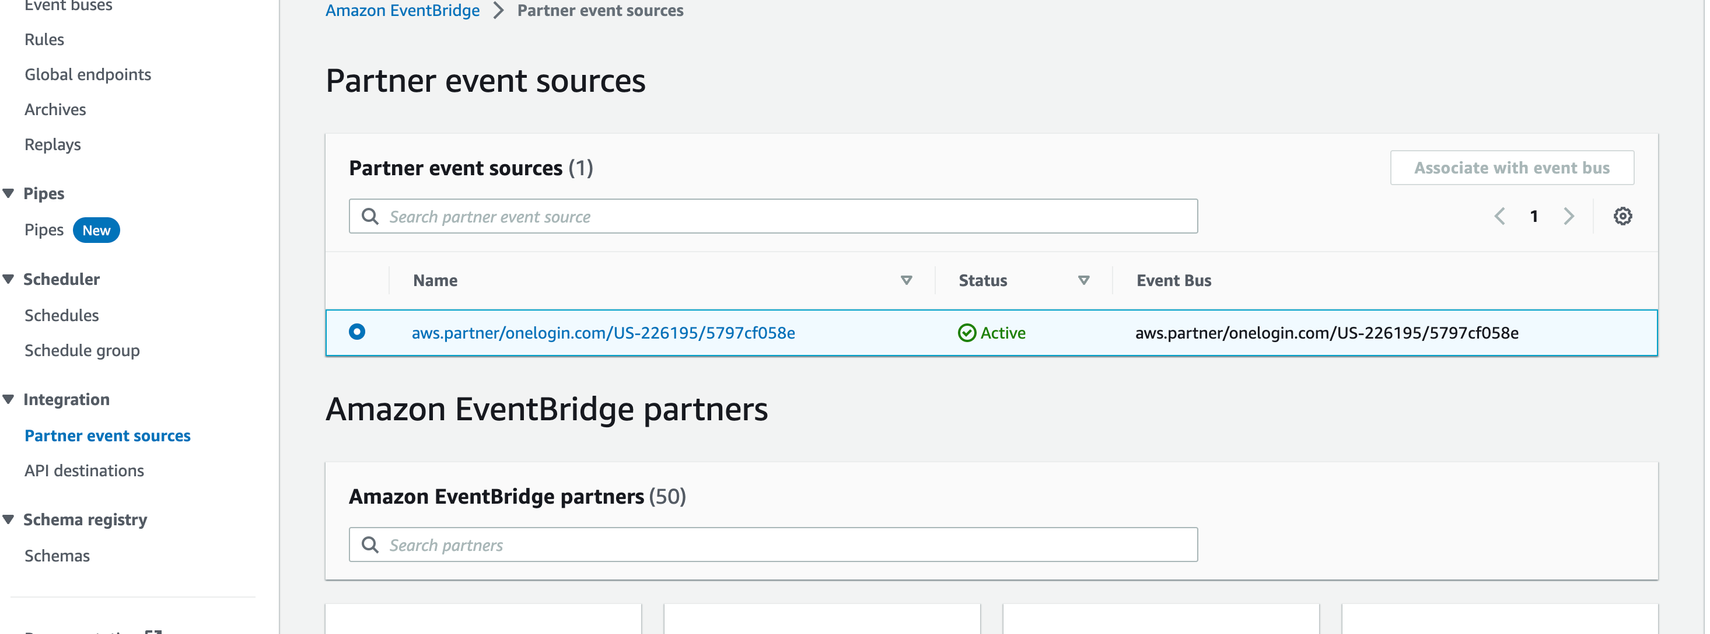 Event buses
Rules
Global endpoints
Archives
Replays
Pipes
Pipes New
Scheduler
Schedules
Schedule group
Integration
Partner event sources
API destinations
Schema registry
Schemas
Amazon EventBridge > Partner event sources
Partner event sources
Partner event sources (1)
Associate with event bus
Search partner event source
1
Name Status Event Bus
aws.partner/onelogin.com/US-226195/5797cf058e Active aws.partner/onelogin.com/US-226195/5797cf058e
Amazon EventBridge partners
Amazon EventBridge partners (50)
Search partners